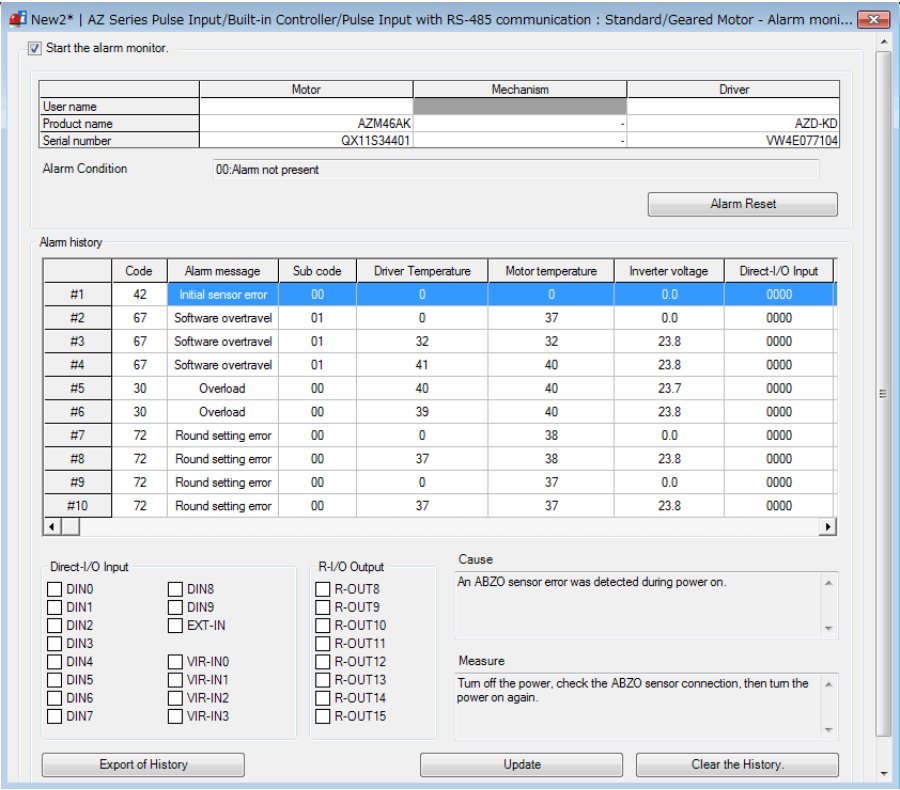 New2* | AZ Series Pulse Input/Built-in Controller/Pulse Input with RS-485 communication : Standard/Geared Motor - Alarm moni...
Start the alarm monitor.
Motor Mechanism Driver
User name
Product name AZM46AK - AZD-KD
Serial number QX11S34401 - VW4E077104
Alarm Condition 00:Alarm not present
Alarm Reset
Alarm history
Code Alarm message Sub code Driver Temperature Motor temperature Inverter voltage Direct-I/O Input
#1 42 Initial sensor error 00 0 0 0.0 0000
#2 67 Software overtravel 01 0 37 0.0 0000
#3 67 Software overtravel 01 32 32 23.8 0000
#4 67 Software overtravel 01 41 40 23.8 0000
#5 30 Overload 00 40 40 23.7 0000
#6 30 Overload 00 39 40 23.8 0000
#7 72 Round setting error 00 0 38 0.0 0000
#8 72 Round setting error 00 37 38 23.8 0000
#9 72 Round setting error 00 0 37 0.0 0000
#10 72 Round setting error 00 37 37 23.8 0000
Direct-I/O Input
DIN0
DIN1
DIN2
DIN3
DIN4
DIN5
DIN6
DIN7
DIN8
DIN9
EXT-IN
VIR-IN0
VIR-IN1
VIR-IN2
VIR-IN3
R-I/O Output
R-OUT8
R-OUT9
R-OUT10
R-OUT11
R-OUT12
R-OUT13
R-OUT14
R-OUT15
Cause
An ABZO sensor error was detected during power on.
Measure
Turn off the power, check the ABZO sensor connection, then turn the
power on again.
Export of History
Update
Clear the History.